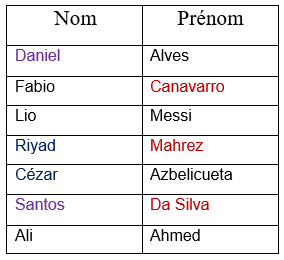 Nom Prénom
Daniel Alves
Fabio Canavarro
Lio Messi
Riyad Mahrez
Cézar Azbelicueta
Santos Da Silva
Ali Ahmed